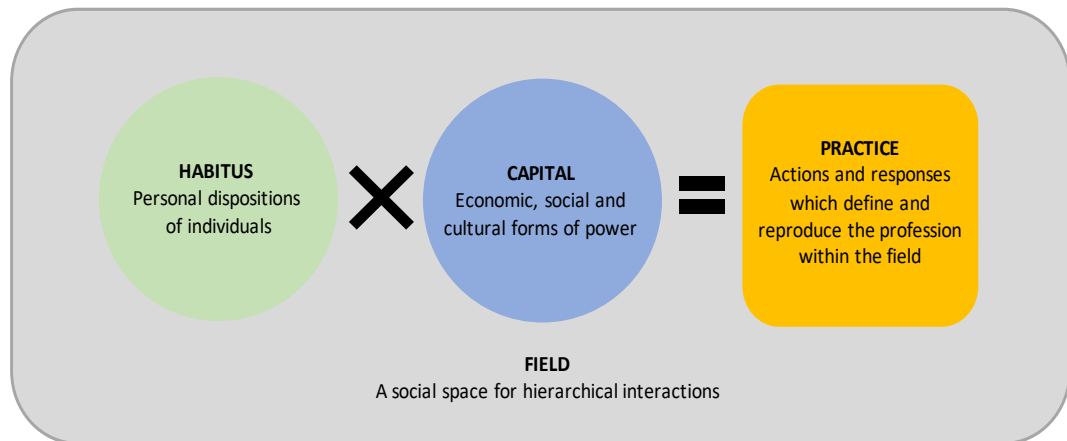 HABITUS
Personal dispositions
of individuals
CAPITAL
Economic, social and
cultural forms of power
PRACTICE
Actions and responses
which define and
reproduce the profession
within the field
FIELD
A social space for hierarchical interactions